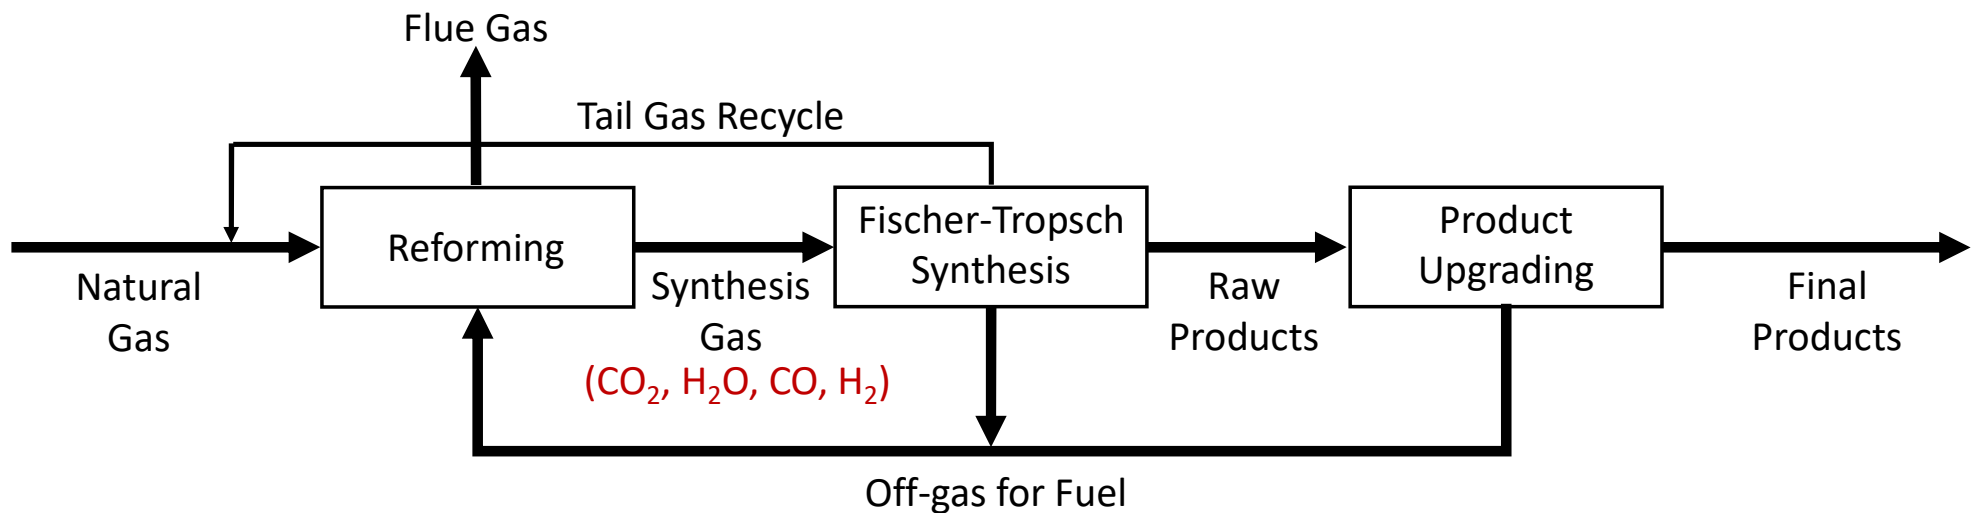 Flue Gas
Tail Gas Recycle
Reforming
Fischer-Tropsch
Synthesis
Product
Upgrading
Natural
Gas
Synthesis
Gas
(CO₂, H₂O, CO, H₂)
Raw
Products
Final
Products
Off-gas for Fuel